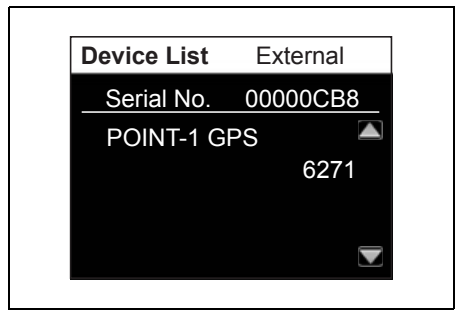 Device List External
Serial No. 00000CB8
POINT-1 GPS
6271